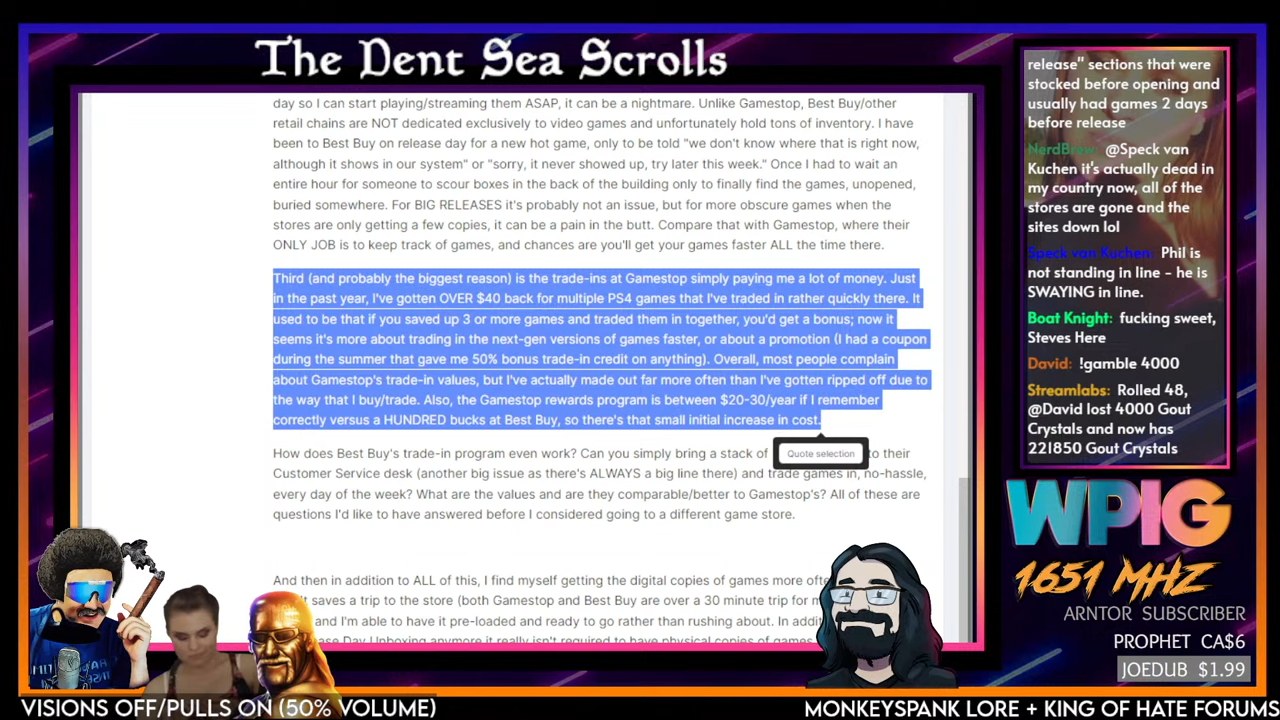 The Dent Sea Scrolls
day so I can start playing/streaming them ASAP, it can be a nightmare. Unlike Gamestop, Best Buy/other
retail chains are NOT dedicated exclusively to video games and unfortunately hold tons of inventory. I have
been to Best Buy on release day for a new hot game, only to be told "we don't know where that is right now,
although it shows in our system" or "sorry, it never showed up, try later this week." Once I had to wait an
entire hour for someone to scour boxes in the back of the building only to finally find the games, unopened,
buried somewhere. For BIG RELEASES it's probably not an issue, but for more obscure games when the
stores are only getting a few copies, it can be a pain in the butt. Compare that with Gamestop, where their
ONLY JOB is to keep track of games, and chances are you'll get your games faster ALL the time there.
Third (and probably the biggest reason) is the trade-ins at Gamestop simply paying me a lot of money. Just
in the past year, I've gotten OVER $40 back for multiple PS4 games that I've traded in rather quickly there. It
used to be that if you saved up 3 or more games and traded them in together, you'd get a bonus; now it
seems it's more about trading in the next-gen versions of games faster, or about a promotion (I had a coupon
during the summer that gave me 50% bonus trade-in credit on anything). Overall, most people complain
about Gamestop's trade-in values, but I've actually made out far more often than I've gotten ripped off due to
the way that I buy/trade. Also, the Gamestop rewards program is between $20-30/year if I remember
correctly versus a HUNDRED bucks at Best Buy, so there's that small initial increase in cost.
Quote selection
How does Best Buy's trade-in program even work? Can you simply bring a stack of to their
Customer Service desk (another big issue as there's ALWAYS a big line there) and trade games in, no-hassle,
every day of the week? What are the values and are they comparable/better to Gamestop's? All of these are
questions I'd like to have answered before I considered going to a different game store.
And then in addition to ALL of this, I find myself getting the digital copies of games more
saves a trip to the store (both Gamestop and Best Buy are over a 30 minute trip for
and I'm able to have it pre-loaded and ready to go rather than rushing about. In
Day Unboxing anymore it really isn't required to have physical copies of games
release" sections that were
stocked before opening and
usually had games 2 days
before release
NerdBrew: @Speck van
Kuchen it's actually dead in
my country now, all of the
stores are gone and the
sites down lol
Speck van Kuchen: Phil is
not standing in line - he is
SWAYING in line.
Boat Knight: fucking sweet,
Steves Here
David: !gamble 4000
Streamlabs: Rolled 48,
@David lost 4000 Gout
Crystals and now has
221850 Gout Crystals
WPIG
1651 MHZ
ARNTOR SUBSCRIBER
PROPHET CA$6
JOEDUB $1.99
VISIONS OFF/PULLS ON (50% VOLUME)
MONKEYSPANK LORE + KING OF HATE FORUMS